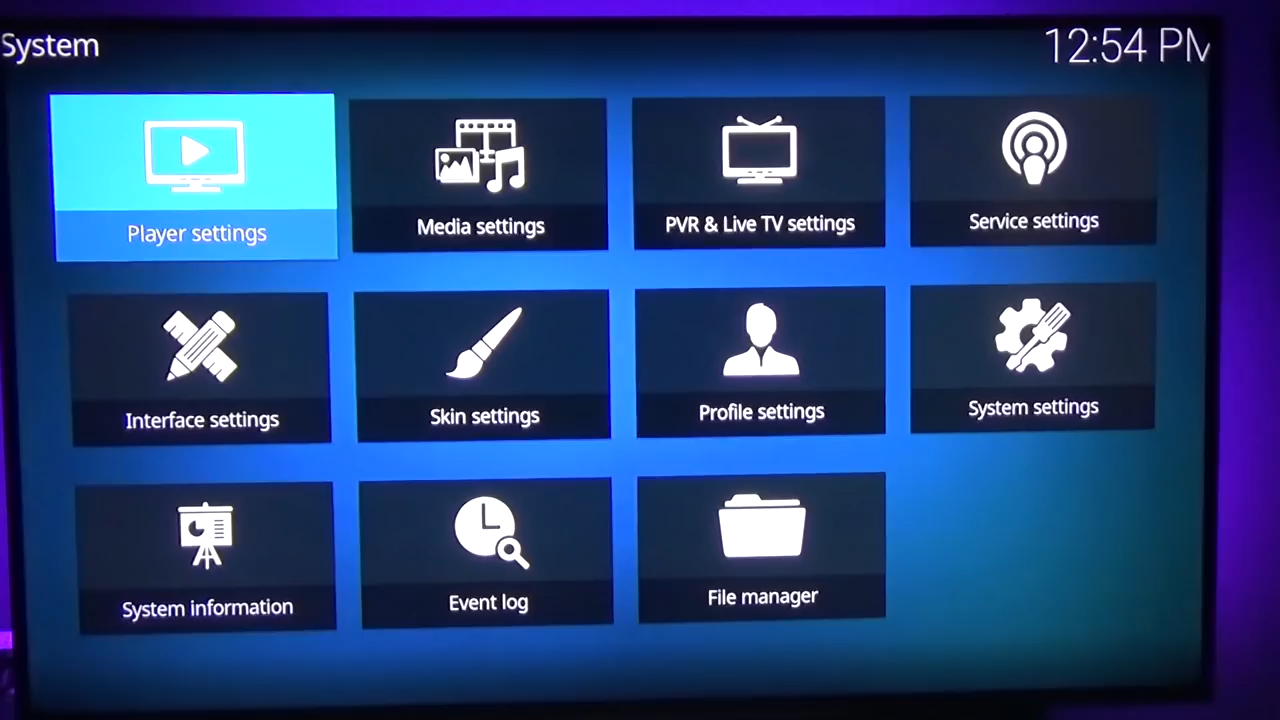 System
12:54 PM
Player settings
Media settings
PVR & Live TV settings
Service settings
Interface settings
Skin settings
Profile settings
System settings
System information
Event log
File manager